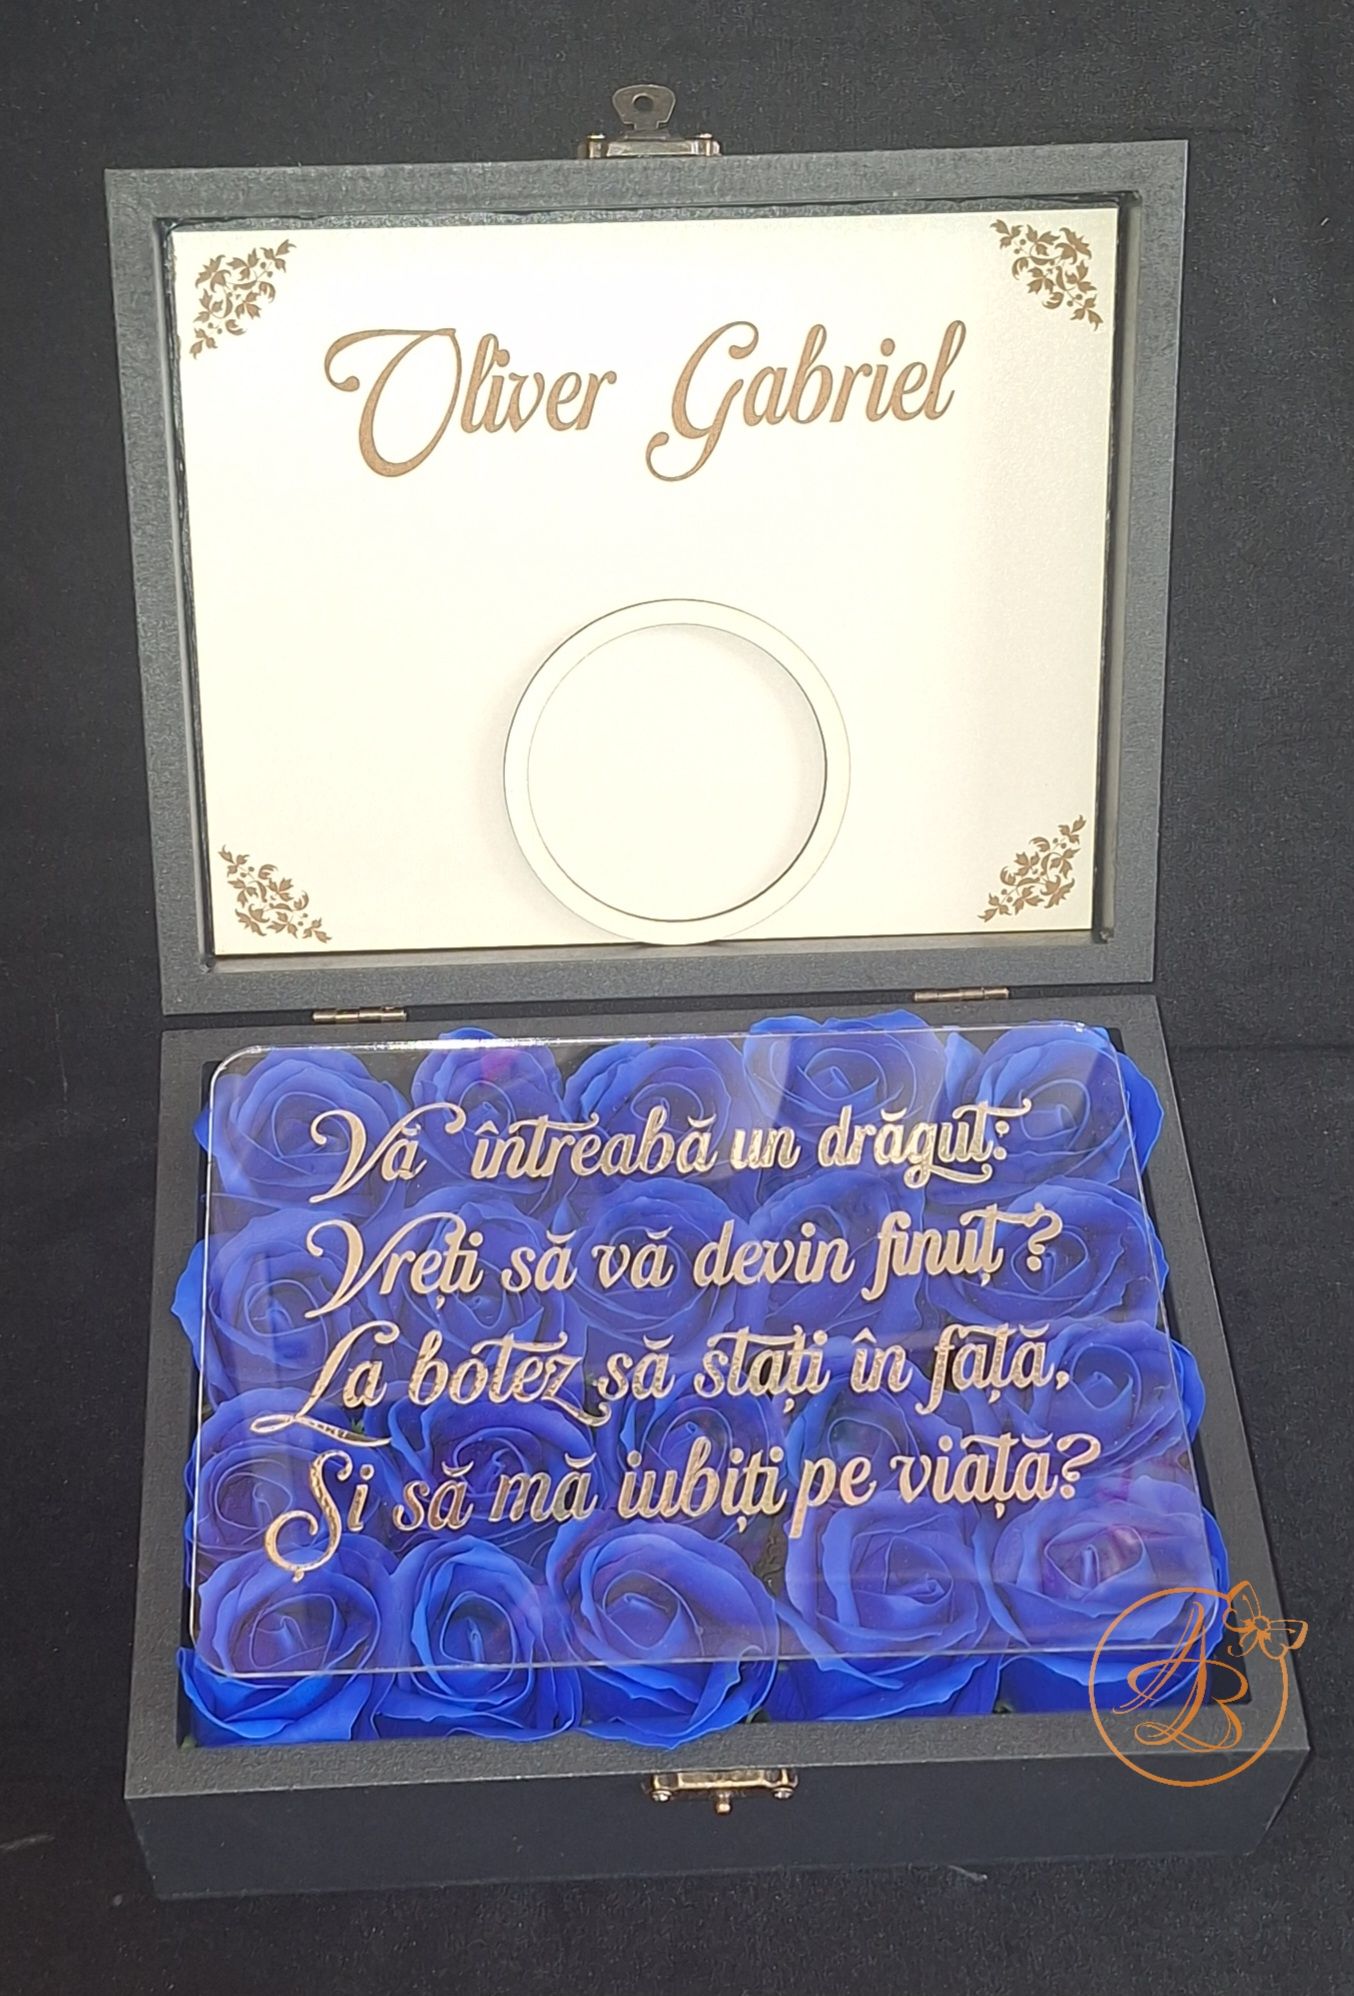 Oliver Gabriel
Vă întreabă un drăguț:
Vreți să vă devin finuț?
La botez să stați în față,
Și să mă iubiți pe viață?